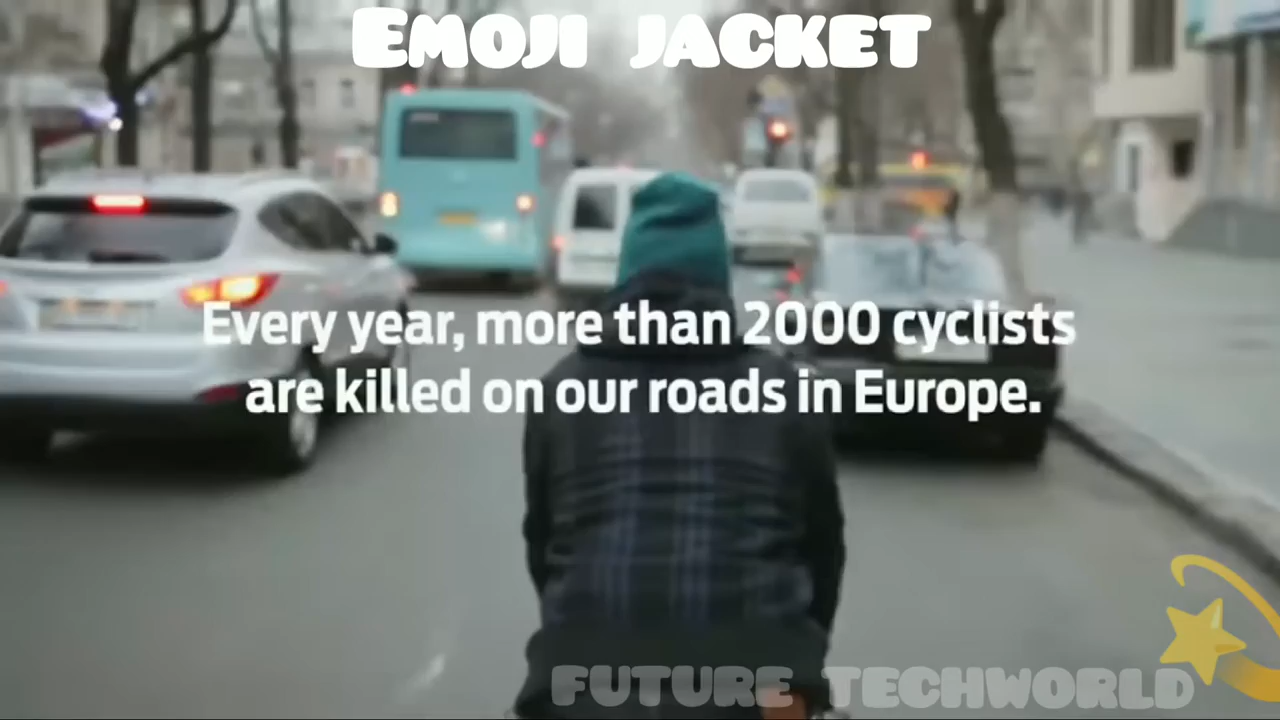 EMOJI JACKET
Every year, more than 2000 cyclists
are killed on our roads in Europe.
FUTURE TECHWORLD